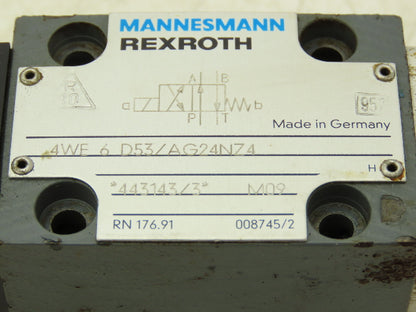 MANNESMANN
REXROTH
A B
a b
P T
Made in Germany
4WE 6 D53/AG24NZ4
H
*443143/3* M09
RN 176.91 008745/2